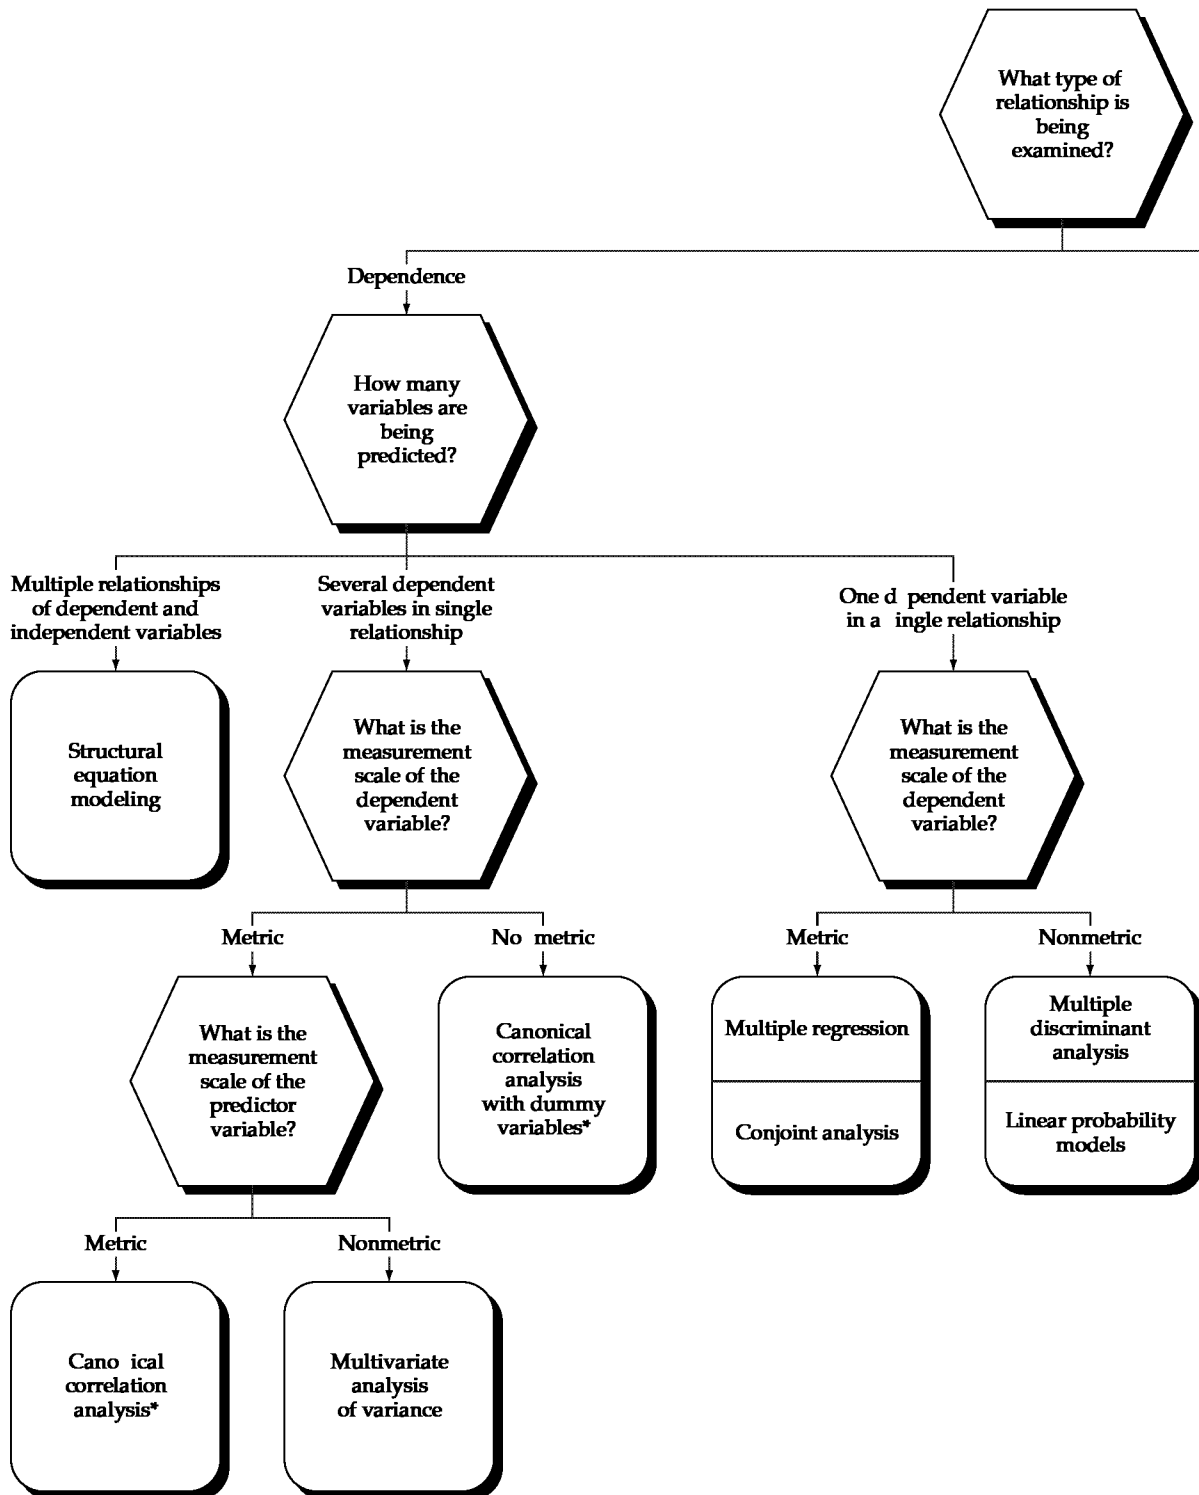 What type of
relationship is
being
examined?
Dependence
How many
variables are
being
predicted?
Multiple relationships
of dependent and
independent variables
Several dependent
variables in single
relationship
One d pendent variable
in a ingle relationship
Structural
equation
modeling
What is the
measurement
scale of the
dependent
variable?
What is the
measurement
scale of the
dependent
variable?
Metric
No metric
Metric
Nonmetric
What is the
measurement
scale of the
predictor
variable?
Canonical
correlation
analysis
with dummy
variables*
Multiple regression
Conjoint analysis
Multiple
discriminant
analysis
Linear probability
models
Metric
Nonmetric
Cano ical
correlation
analysis*
Multivariate
analysis
of variance